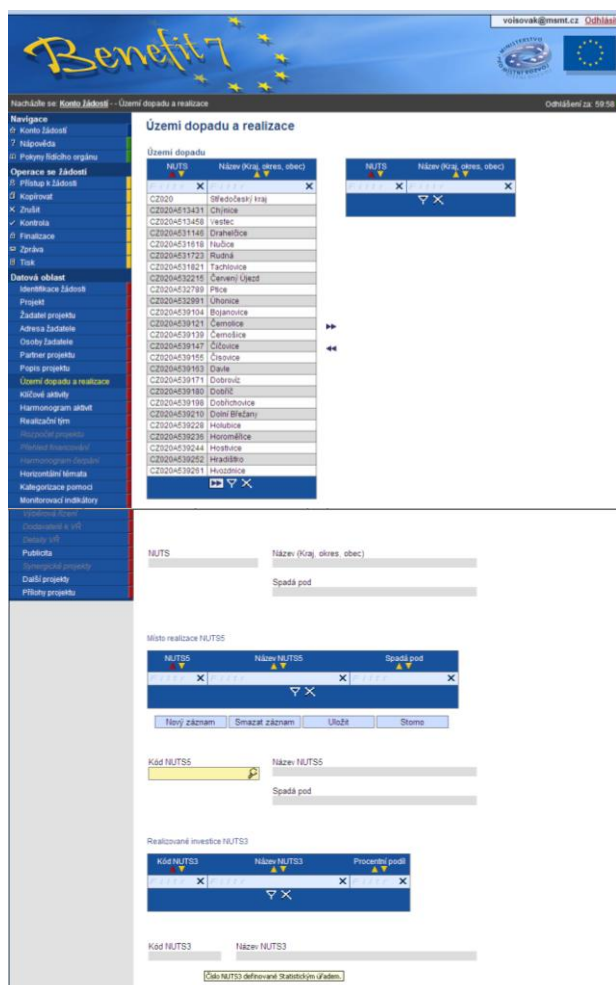 voisovak@msmt.cz Odhlásit
Benefit7
MINISTERSTVO
Nacházíte se: Konto žádostí - - Území dopadu a realizace
Odhlášení za: 59:58
Navigace
Konto žádostí
? Nápověda
Pokyny řídícího orgánu
Operace se žádostí
Přístup k žádosti
Kopírovat
Zrušit
Kontrola
Finalizace
Zpráva
Tisk
Datová oblast
Identifikace žádosti
Projekt
Žadatel projektu
Adresa žadatele
Osoby žadatele
Partner projektu
Popis projektu
Území dopadu a realizace
Klíčové aktivity
Harmonogram aktivit
Realizační tým
Rozpočet projektu
Přehled financování
Harmonogram čerpání
Horizontální témata
Kategorizace pomoci
Monitorovací indikátory
Výběrová řízení
Dodavatelé k VŘ
Detaily VŘ
Publicita
Synergické projekty
Další projekty
Přílohy projektu
Území dopadu a realizace
Území dopadu
NUTS Název (Kraj, okres, obec)
CZ020 Středočeský kraj
CZ020A513431 Chýnice
CZ020A513458 Vestec
CZ020A531146 Drahelčice
CZ020A531618 Nučice
CZ020A531723 Rudná
CZ020A531821 Tachlovice
CZ020A532215 Červený Újezd
CZ020A532789 Ptice
CZ020A532991 Úhonice
CZ020A539104 Bojanovice
CZ020A539121 Černolice
CZ020A539139 Černošice
CZ020A539147 Číčovice
CZ020A539155 Čisovice
CZ020A539163 Davle
CZ020A539171 Dobrovíz
CZ020A539180 Dobříč
CZ020A539198 Dobřichovice
CZ020A539210 Dolní Břežany
CZ020A539228 Holubice
CZ020A539236 Horoměřice
CZ020A539244 Hostivice
CZ020A539252 Hradištko
CZ020A539261 Hvozdnice
NUTS Název (Kraj, okres, obec)
NUTS Název (Kraj, okres, obec)
Spadá pod
Místo realizace NUTS5
NUTS5 Název NUTS5 Spadá pod
Nový záznam Smazat záznam Uložit Storno
Kód NUTS5 Název NUTS5
Spadá pod
Realizované investice NUTS3
Kód NUTS3 Název NUTS3 Procentní podíl
Kód NUTS3 Název NUTS3
Číslo NUTS3 definované Statistickým úřadem.